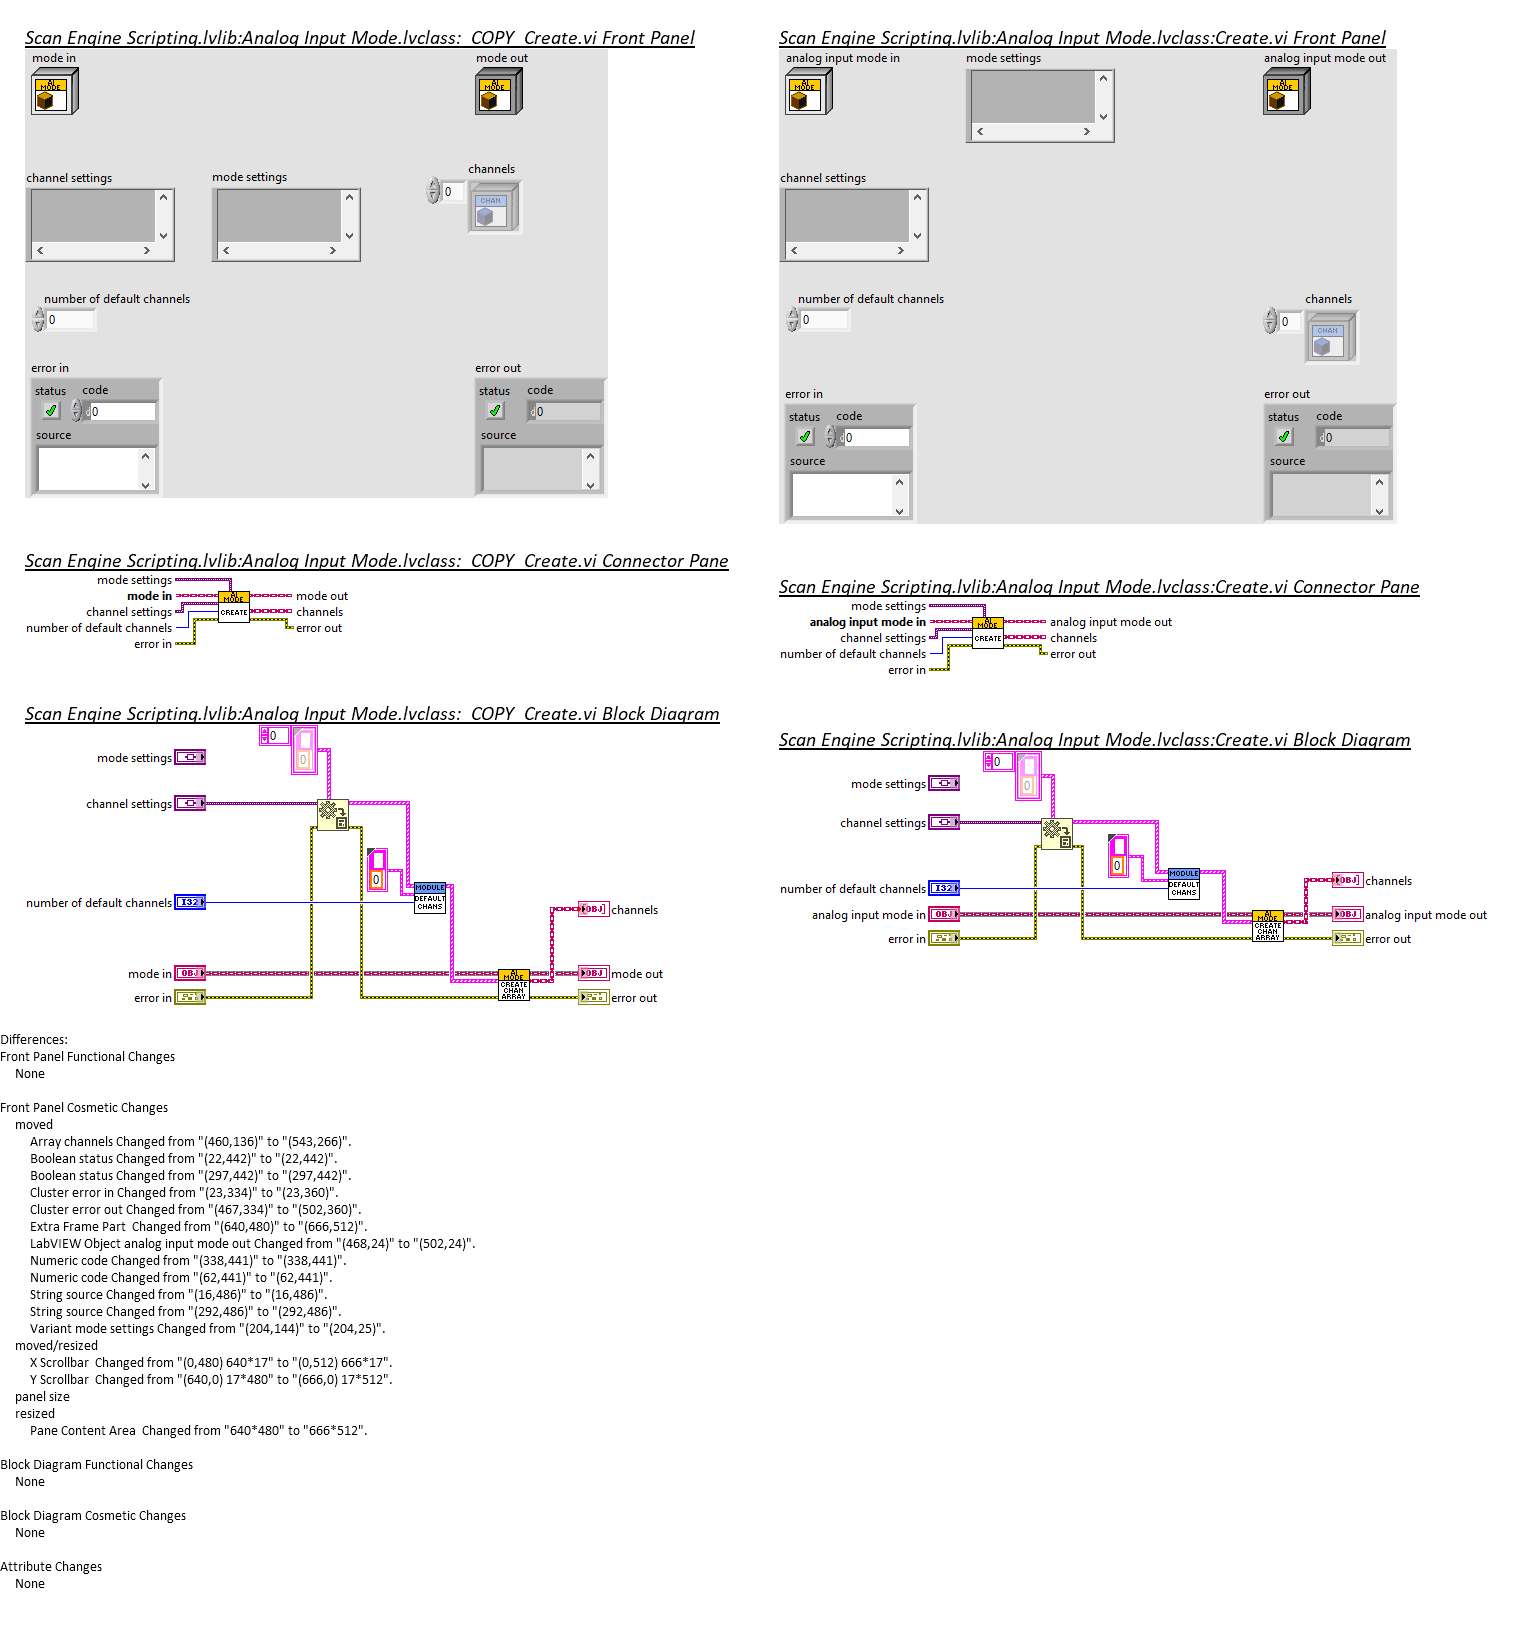 Scan Engine Scripting.lvlib:Analog Input Mode.lvclass:_COPY_Create.vi Front Panel
mode in
mode out
AI
MODE
AI
MODE
channels
channel settings
mode settings
0
CHAN
number of default channels
0
error in
error out
status
code
status
code
d0
d0
source
source
Scan Engine Scripting.lvlib:Analog Input Mode.lvclass:Create.vi Front Panel
analog input mode in
mode settings
analog input mode out
AI
MODE
AI
MODE
channel settings
number of default channels
channels
0
0
CHAN
error in
error out
status
code
status
code
d0
d0
source
source
Scan Engine Scripting.lvlib:Analog Input Mode.lvclass:_COPY_Create.vi Connector Pane
mode settings
mode in
mode out
channel settings
channels
number of default channels
error out
error in
AI
MODE
CREATE
Scan Engine Scripting.lvlib:Analog Input Mode.lvclass:Create.vi Connector Pane
mode settings
analog input mode in
analog input mode out
channel settings
channels
number of default channels
error out
error in
AI
MODE
CREATE
Scan Engine Scripting.lvlib:Analog Input Mode.lvclass:_COPY_Create.vi Block Diagram
0
0
mode settings
channel settings
0
MODULE
DEFAULT
CHANS
number of default channels
I32
OBJ
channels
mode in
OBJ
AI
MODE
CREATE
CHAN
ARRAY
OBJ
mode out
error in
error out
Scan Engine Scripting.lvlib:Analog Input Mode.lvclass:Create.vi Block Diagram
0
0
mode settings
channel settings
0
MODULE
DEFAULT
CHANS
number of default channels
I32
OBJ
channels
analog input mode in
OBJ
AI
MODE
CREATE
CHAN
ARRAY
OBJ
analog input mode out
error in
error out
Differences:
Front Panel Functional Changes
None
Front Panel Cosmetic Changes
moved
Array channels Changed from "(460,136)" to "(543,266)".
Boolean status Changed from "(22,442)" to "(22,442)".
Boolean status Changed from "(297,442)" to "(297,442)".
Cluster error in Changed from "(23,334)" to "(23,360)".
Cluster error out Changed from "(467,334)" to "(502,360)".
Extra Frame Part  Changed from "(640,480)" to "(666,512)".
LabVIEW Object analog input mode out Changed from "(468,24)" to "(502,24)".
Numeric code Changed from "(338,441)" to "(338,441)".
Numeric code Changed from "(62,441)" to "(62,441)".
String source Changed from "(16,486)" to "(16,486)".
String source Changed from "(292,486)" to "(292,486)".
Variant mode settings Changed from "(204,144)" to "(204,25)".
moved/resized
X Scrollbar  Changed from "(0,480) 640*17" to "(0,512) 666*17".
Y Scrollbar  Changed from "(640,0) 17*480" to "(666,0) 17*512".
panel size
resized
Pane Content Area  Changed from "640*480" to "666*512".
Block Diagram Functional Changes
None
Block Diagram Cosmetic Changes
None
Attribute Changes
None